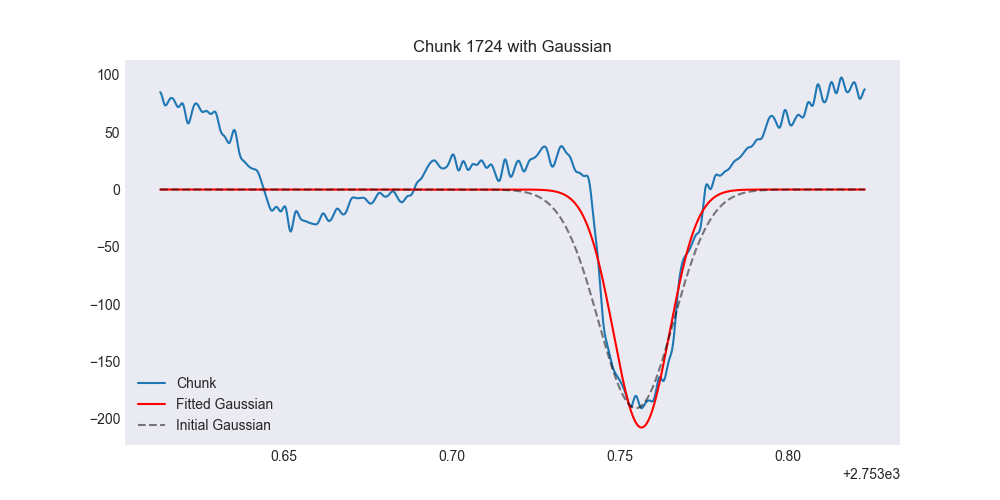 Chunk 1724 with Gaussian
100
50
0
−50
−100
−150
−200
Chunk
Fitted Gaussian
Initial Gaussian
0.65 0.70 0.75 0.80
+2.753e3